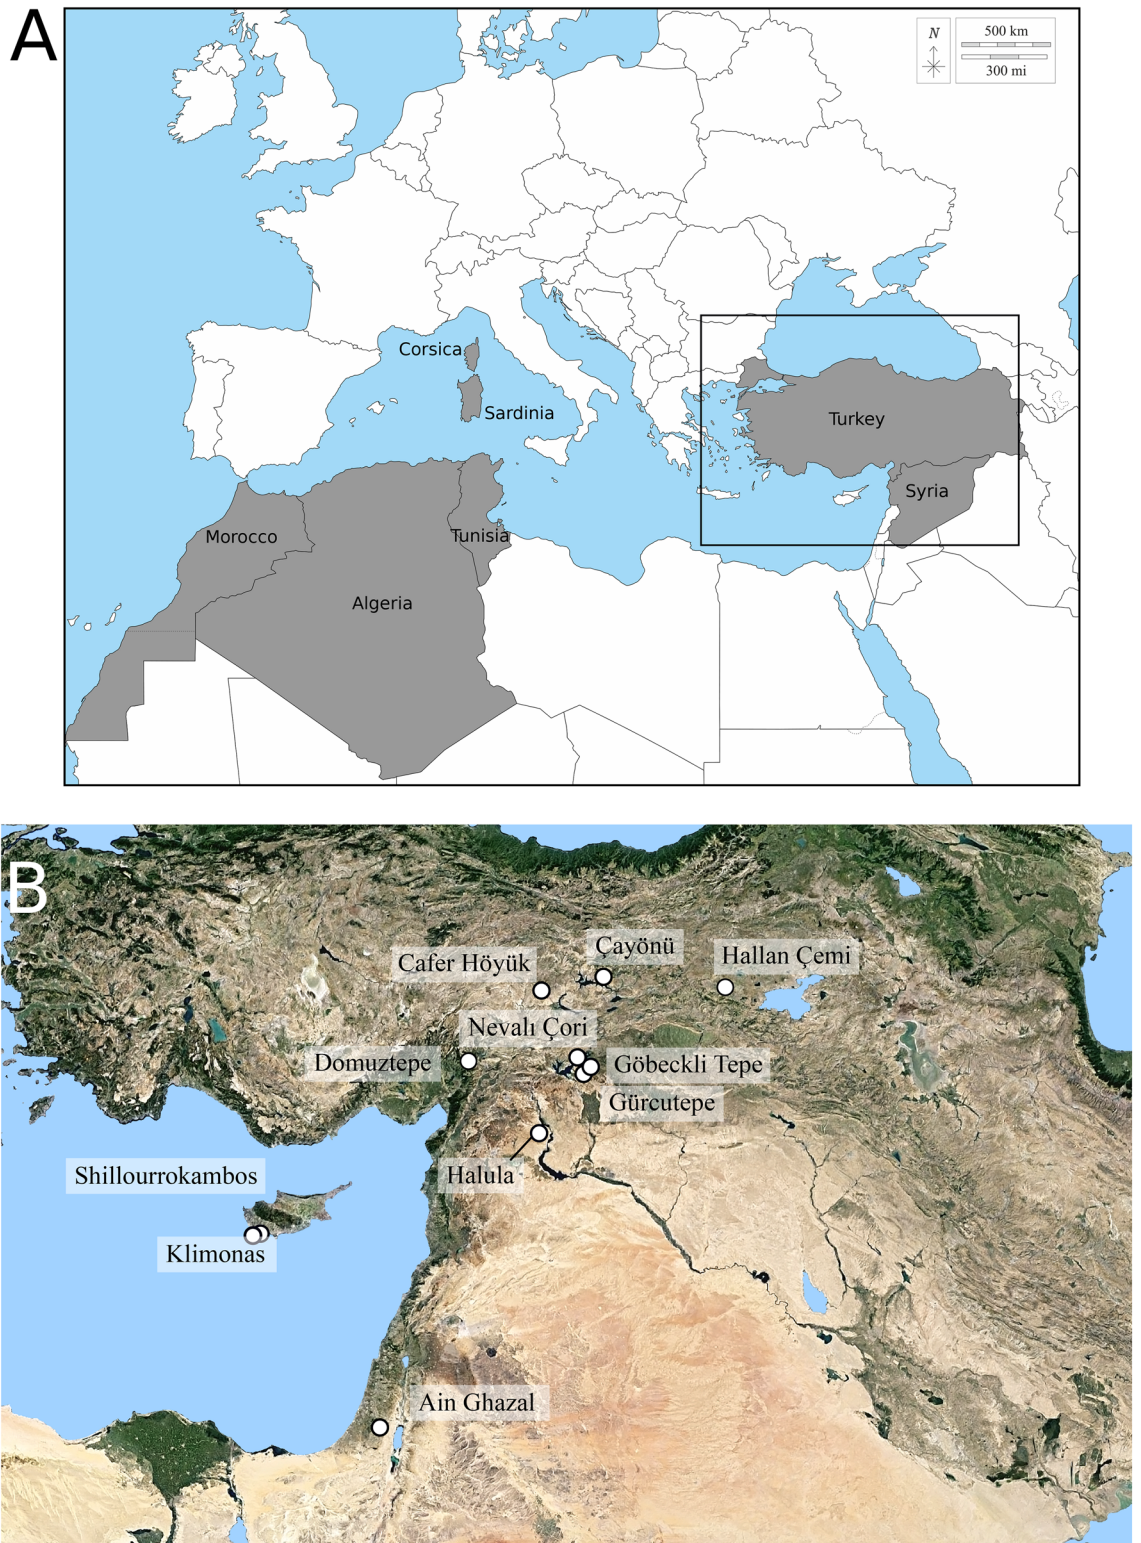 A
N
500 km
300 mi
Corsica
Sardinia
Turkey
Syria
Morocco
Tunisia
Algeria
B
Çayönü
Cafer Höyük
Hallan Çemi
Nevalı Çori
Domuztepe
Göbeckli Tepe
Gürcutepe
Halula
Shillourrokambos
Klimonas
Ain Ghazal